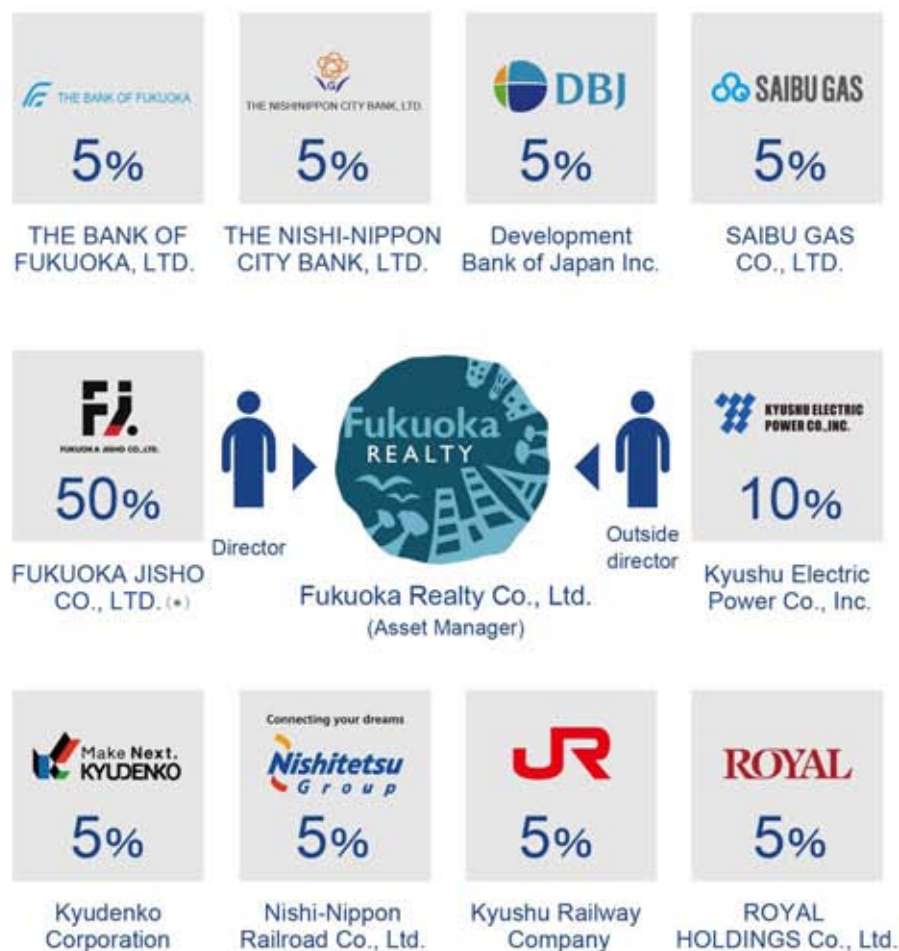 THE BANK OF FUKUOKA
THE NISHINIPPON CITY BANK, LTD.
DBJ
SAIBU GAS
5%
5%
5%
5%
THE BANK OF
FUKUOKA, LTD.
THE NISHI-NIPPON
CITY BANK, LTD.
Development
Bank of Japan Inc.
SAIBU GAS
CO., LTD.
FJ.
FUKUOKA JISHO CO.,LTD.
50%
FUKUOKA JISHO
CO., LTD. (*)
Director
Fukuoka
REALTY
Fukuoka Realty Co., Ltd.
(Asset Manager)
Outside
director
KYUSHU ELECTRIC
POWER CO.,INC.
10%
Kyushu Electric
Power Co., Inc.
Make Next.
KYUDENKO
5%
Kyudenko
Corporation
Connecting your dreams
Nishitetsu
Group
5%
Nishi-Nippon
Railroad Co., Ltd.
JR
5%
Kyushu Railway
Company
ROYAL
5%
ROYAL
HOLDINGS Co., Ltd.